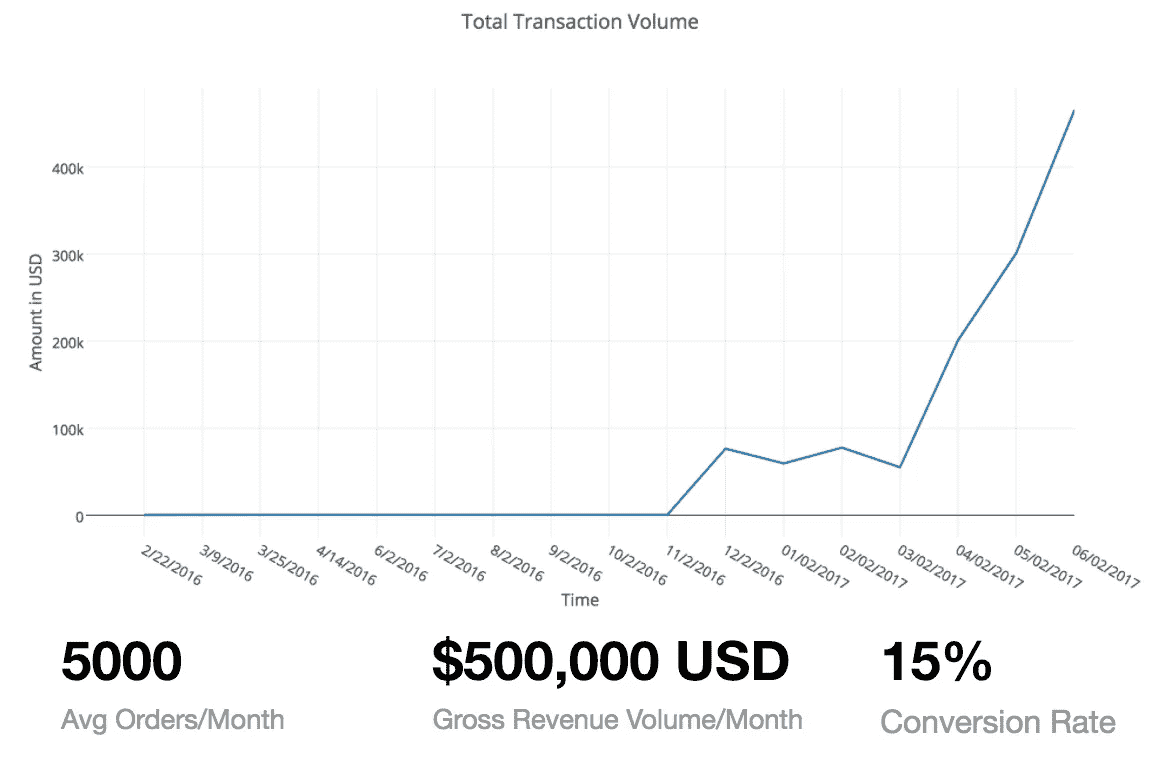 Total Transaction Volume
400k
300k
200k
100k
0
Amount in USD
2/22/2016
3/9/2016
3/25/2016
4/14/2016
6/2/2016
7/2/2016
8/2/2016
9/2/2016
10/2/2016
11/2/2016
12/2/2016
01/02/2017
02/02/2017
03/02/2017
04/02/2017
05/02/2017
06/02/2017
Time
5000 $500,000 USD 15%
Avg Orders/Month Gross Revenue Volume/Month Conversion Rate